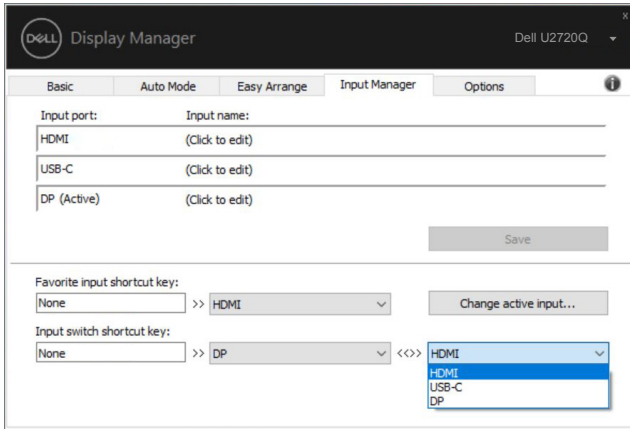 x
DELL Display Manager Dell U2720Q
Basic Auto Mode Easy Arrange Input Manager Options i
Input port: Input name:
HDMI (Click to edit)
USB-C (Click to edit)
DP (Active) (Click to edit)
Save
Favorite input shortcut key:
None >> HDMI Change active input...
Input switch shortcut key:
None >> DP <<>> HDMI
HDMI
USB-C
DP